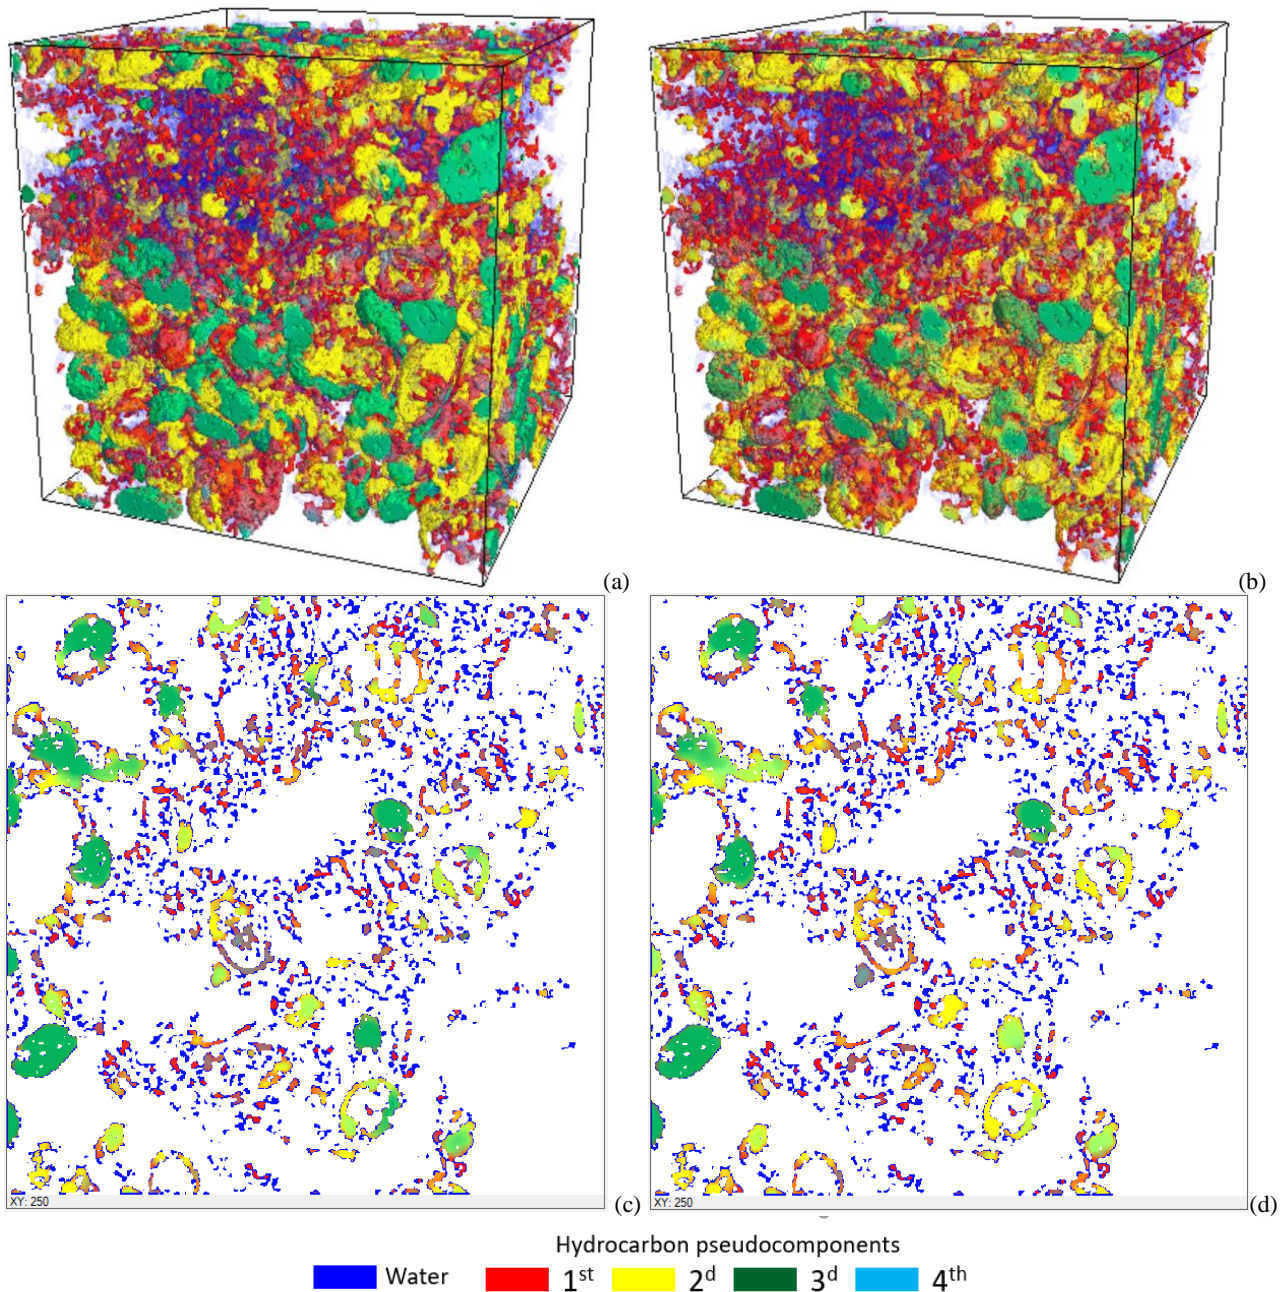 (a)
(b)
XY: 250
(c)
XY: 250
(d)
Hydrocarbon pseudocomponents
Water 1st 2d 3d 4th